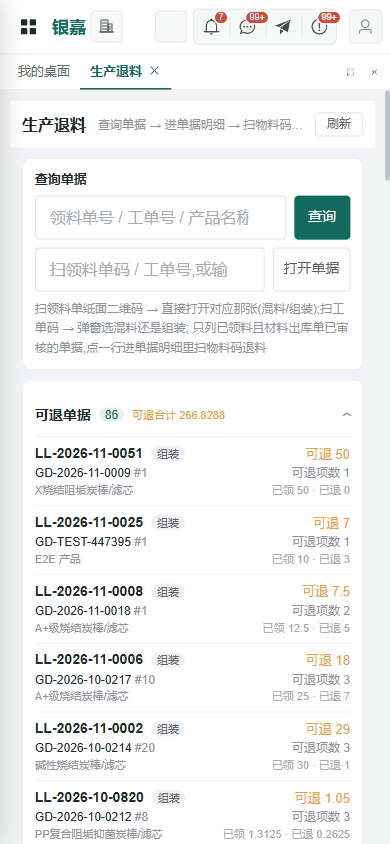 银嘉
7
99+
99+
我的桌面
生产退料 ×
×
生产退料
查询单据 → 进单据明细 → 扫物料码…
刷新
查询单据
领料单号 / 工单号 / 产品名称
查询
扫领料单码 / 工单号,或输
打开单据
扫领料单纸面二维码 → 直接打开对应那张(混料/组装);扫工
单码 → 弹窗选混料还是组装; 只列已领料且材料出库单已审
核的单据,点一行进单据明细里扫物料码退料
可退单据 86 可退合计 266.8288
LL-2026-11-0051 组装 可退 50
GD-2026-11-0009 #1 可退项数 1
X烧结阻垢炭棒/滤芯 已领 50 · 已退 0
LL-2026-11-0025 组装 可退 7
GD-TEST-447395 #1 可退项数 1
E2E 产品 已领 10 · 已退 3
LL-2026-11-0008 组装 可退 7.5
GD-2026-11-0018 #1 可退项数 2
A+级烧结炭棒/滤芯 已领 12.5 · 已退 5
LL-2026-11-0006 组装 可退 18
GD-2026-10-0217 #10 可退项数 3
A+级烧结炭棒/滤芯 已领 25 · 已退 7
LL-2026-11-0002 组装 可退 29
GD-2026-10-0214 #20 可退项数 3
碱性烧结炭棒/滤芯 已领 30 · 已退 1
LL-2026-10-0820 组装 可退 1.05
GD-2026-10-0212 #8 可退项数 3
PP复合阻垢抑菌炭棒/滤芯 已领 1.3125 · 已退 0.2625